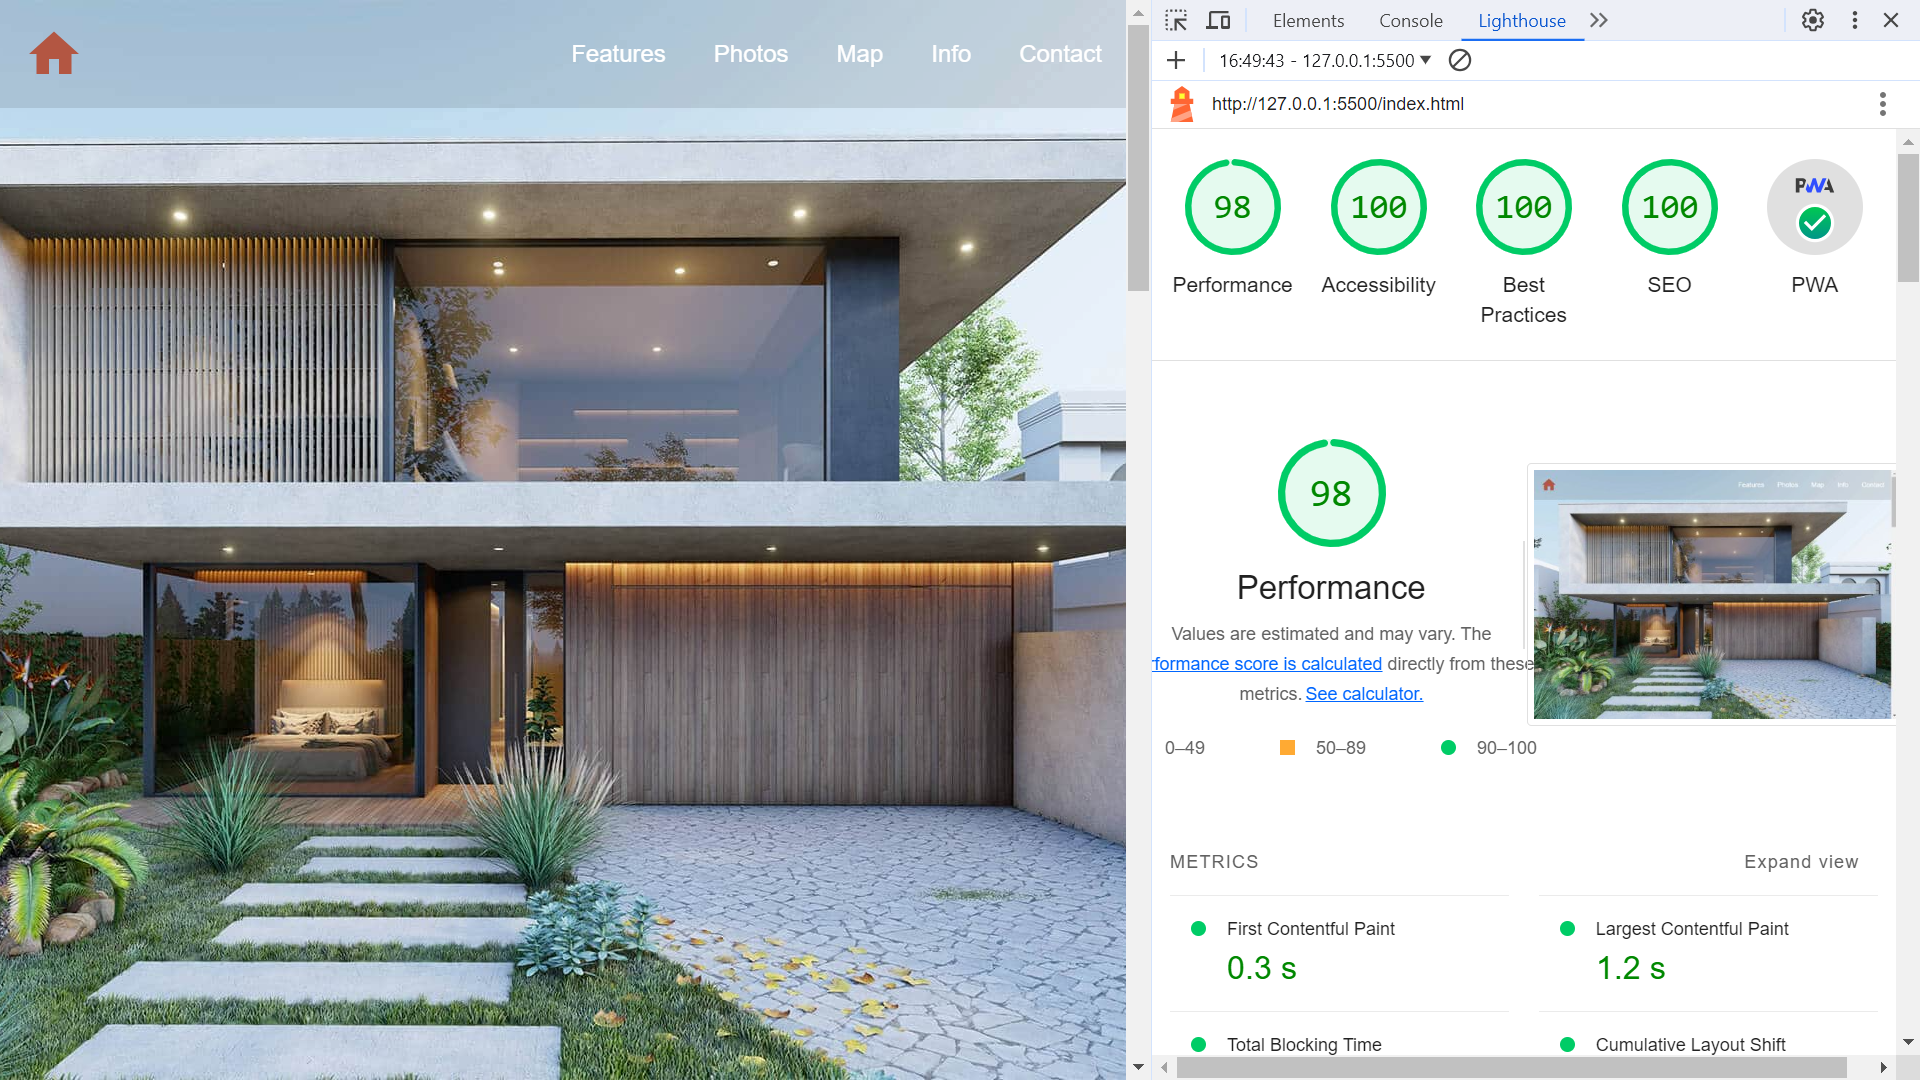 Features Photos Map Info Contact
Elements Console Lighthouse
16:49:43 - 127.0.0.1:5500
http://127.0.0.1:5500/index.html
98 100 100 100 PWA
Performance Accessibility Best Practices SEO PWA
98
Features Photos Map Info Contact
Performance
Values are estimated and may vary. The
rformance score is calculated directly from these
metrics. See calculator.
0–49 50–89 90–100
METRICS Expand view
First Contentful Paint
0.3 s
Largest Contentful Paint
1.2 s
Total Blocking Time
Cumulative Layout Shift